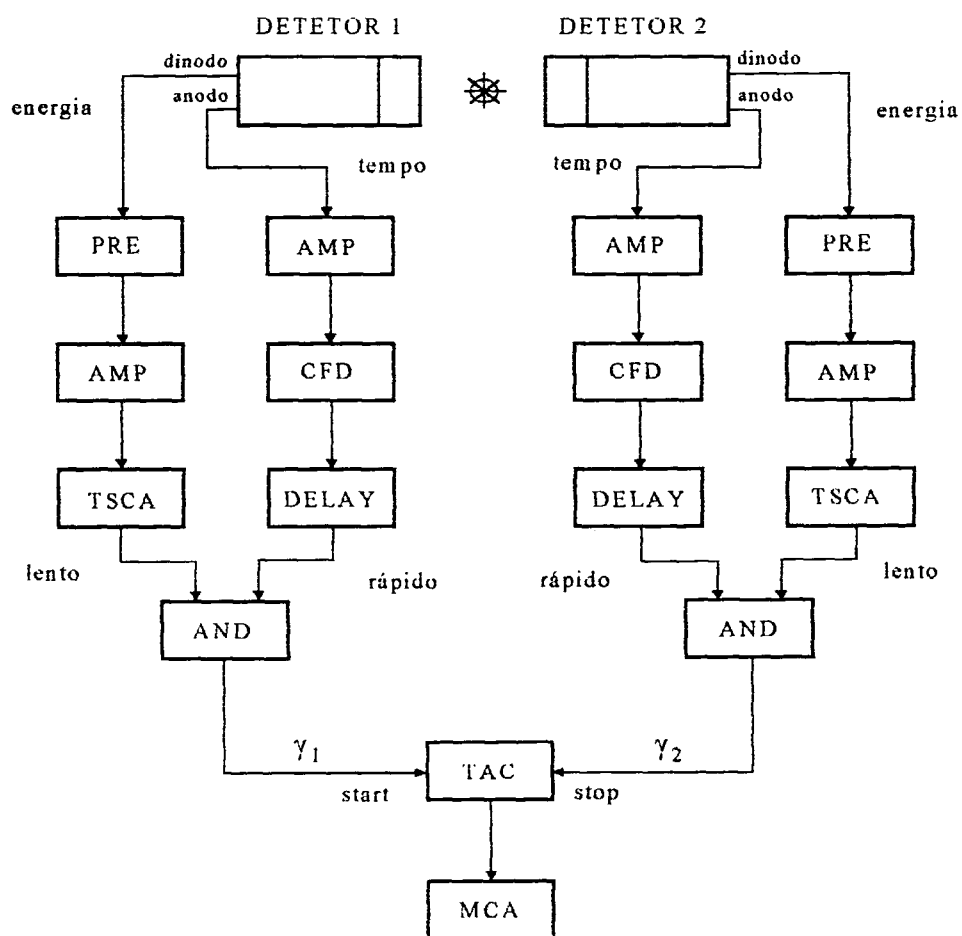 DETETOR 1
DETETOR 2
dinodo
dinodo
anodo
anodo
energia
energia
tempo
tempo
PRE
AMP
AMP
PRE
AMP
CFD
CFD
AMP
TSCA
DELAY
DELAY
TSCA
lento
rápido
rápido
lento
AND
AND
γ1
γ2
TAC
start
stop
MCA